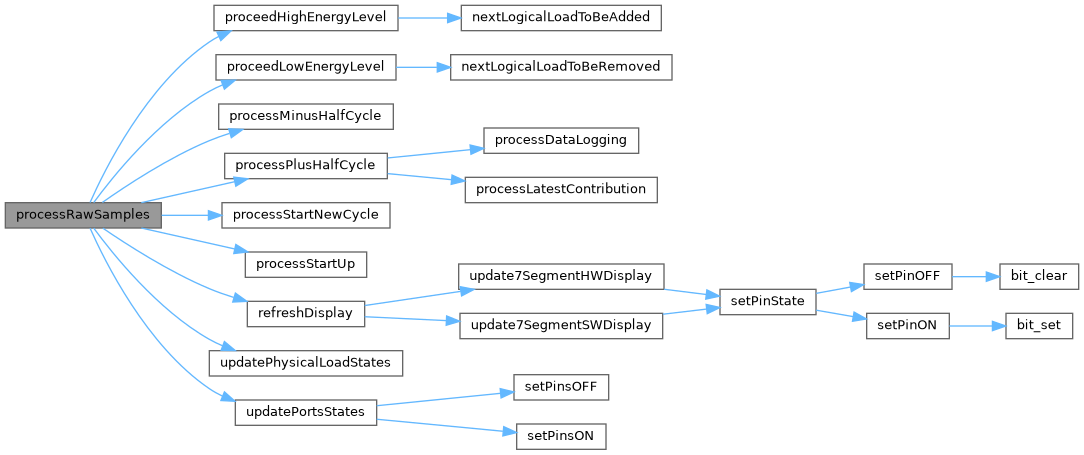 proceedHighEnergyLevel
nextLogicalLoadToBeAdded
proceedLowEnergyLevel
nextLogicalLoadToBeRemoved
processMinusHalfCycle
processPlusHalfCycle
processDataLogging
processLatestContribution
processRawSamples
processStartNewCycle
processStartUp
refreshDisplay
update7SegmentHWDisplay
update7SegmentSWDisplay
setPinState
setPinOFF
bit_clear
setPinON
bit_set
updatePhysicalLoadStates
updatePortsStates
setPinsOFF
setPinsON